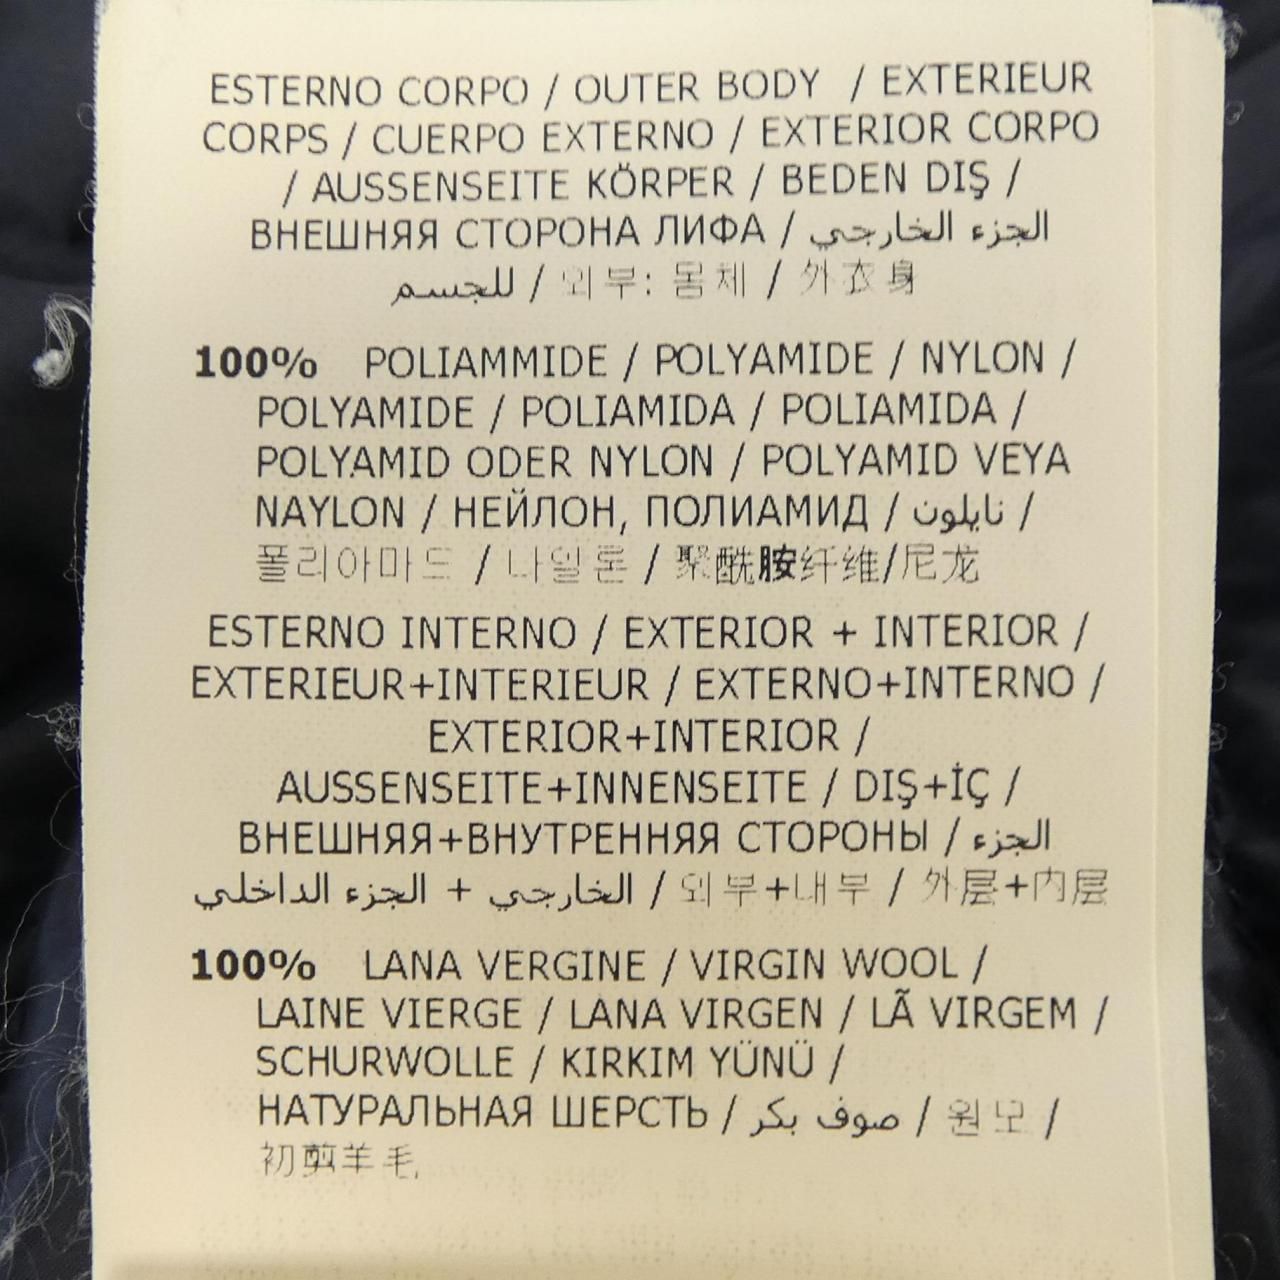 ESTERNO CORPO / OUTER BODY / EXTERIEUR
CORPS / CUERPO EXTERNO / EXTERIOR CORPO
/ AUSSENSEITE KÖRPER / BEDEN DIŞ /
ВНЕШНЯЯ СТОРОНА ЛИФА / الجزء الخارجي
للجسم / 외부: 몸체 / 外衣身
100% POLIAMMIDE / POLYAMIDE / NYLON /
POLYAMIDE / POLIAMIDA / POLIAMIDA /
POLYAMID ODER NYLON / POLYAMID VEYA
NAYLON / НЕЙЛОН, ПОЛИАМИД / نايلون /
폴리아마드 / 나일론 / 聚酰胺纤维/尼龙
ESTERNO INTERNO / EXTERIOR + INTERIOR /
EXTERIEUR+INTERIEUR / EXTERNO+INTERNO /
EXTERIOR+INTERIOR /
AUSSENSEITE+INNENSEITE / DIŞ+İÇ /
ВНЕШНЯЯ+ВНУТРЕННЯЯ СТОРОНЫ / الجزء
الخارجي + الجزء الداخلي / 외부+내부 / 外层+内层
100% LANA VERGINE / VIRGIN WOOL /
LAINE VIERGE / LANA VIRGEN / LÃ VIRGEM /
SCHURWOLLE / KIRKIM YÜNÜ /
НАТУРАЛЬНАЯ ШЕРСТЬ / صوف بكر / 원모 /
初剪羊毛